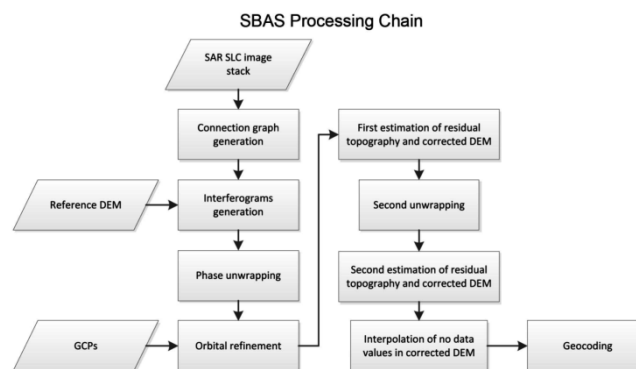 SBAS Processing Chain
SAR SLC image
stack
Connection graph
generation
Reference DEM
Interferograms
generation
Phase unwrapping
GCPs
Orbital refinement
First estimation of residual
topography and corrected DEM
Second unwrapping
Second estimation of residual
topography and corrected DEM
Interpolation of no data
values in corrected DEM
Geocoding